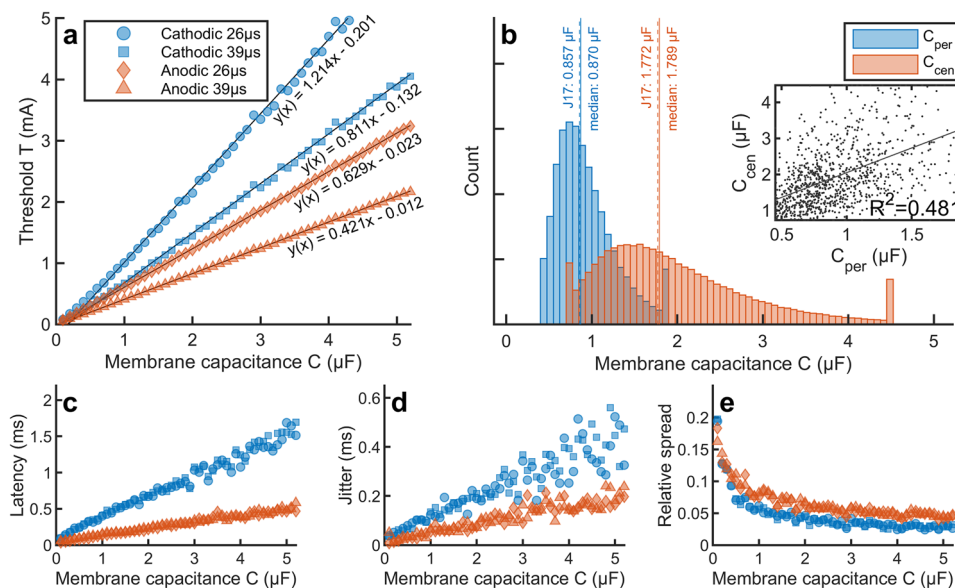 a
Cathodic 26μs
Cathodic 39μs
Anodic 26μs
Anodic 39μs
y(x) = 1.214x - 0.201
y(x) = 0.811x - 0.132
y(x) = 0.629x - 0.023
y(x) = 0.421x - 0.012
Threshold T (mA)
5
4
3
2
1
0
0 1 2 3 4 5
Membrane capacitance C (μF)
b
J17: 0.857 μF
median: 0.870 μF
J17: 1.772 μF
median: 1.789 μF
C_per
C_cen
Count
0 1 2 3 4 5
Membrane capacitance C (μF)
C_cen (μF)
4
3
2
1
R²=0.481
0.5 1 1.5
C_per (μF)
c
Latency (ms)
2
1.5
1
0.5
0
0 1 2 3 4 5
Membrane capacitance C (μF)
d
Jitter (ms)
0.6
0.4
0.2
0
0 1 2 3 4 5
Membrane capacitance C (μF)
e
Relative spread
0.2
0.15
0.1
0.05
0
0 1 2 3 4 5
Membrane capacitance C (μF)